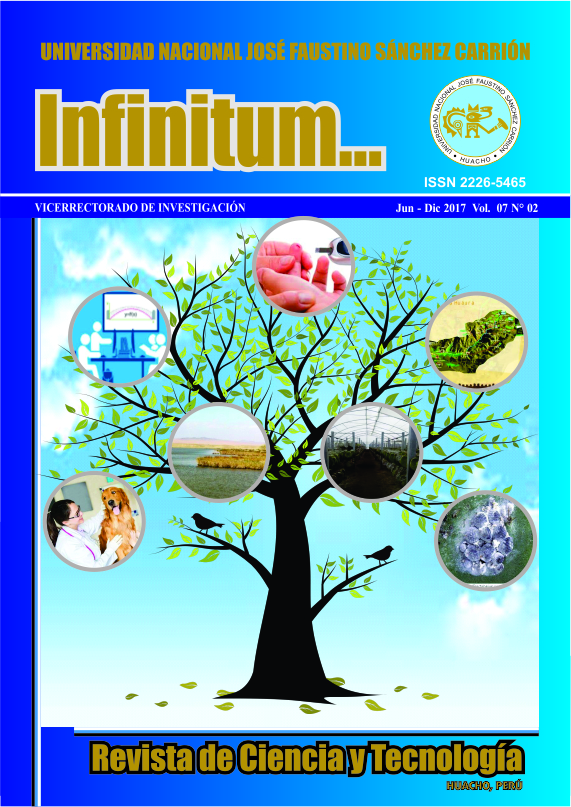 UNIVERSIDAD NACIONAL JOSÉ FAUSTINO SÁNCHEZ CARRIÓN
Infinitum...
UNIVERSIDAD NACIONAL JOSÉ FAUSTINO SÁNCHEZ CARRIÓN
• HUACHO •
ISSN 2226-5465
VICERRECTORADO DE INVESTIGACIÓN
Jun - Dic 2017 Vol. 07 N° 02
Revista de Ciencia y Tecnología
HUACHO, PERÚ